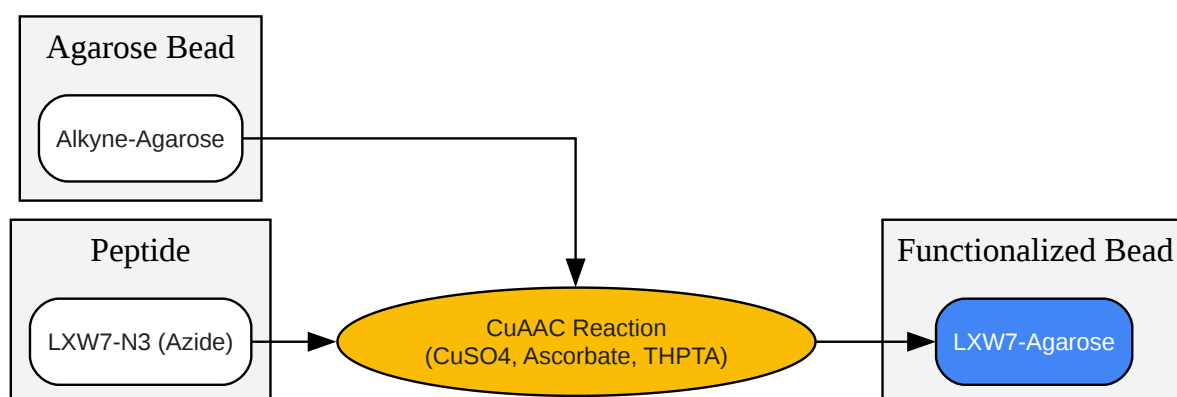 Agarose Bead
Alkyne-Agarose
Peptide
LXW7-N3 (Azide)
CuAAC Reaction
(CuSO4, Ascorbate, THPTA)
Functionalized Bead
LXW7-Agarose